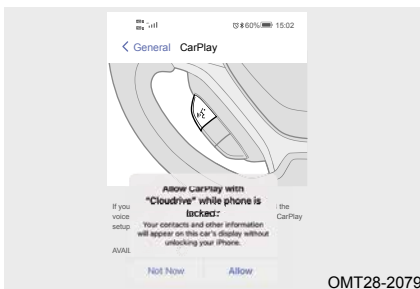 60% 15:02
General CarPlay
Allow CarPlay with
"Cloudrive" while phone is
locked?
If you the
voice CarPlay
setup
Your contacts and other information
will appear on this car's display without
unlocking your iPhone.
AVAIL
Not Now Allow
OMT28-2079